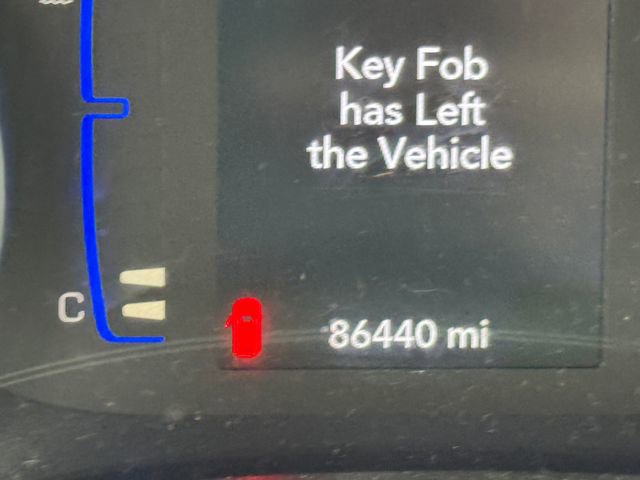 Key Fob
has Left
the Vehicle
C
86440 mi